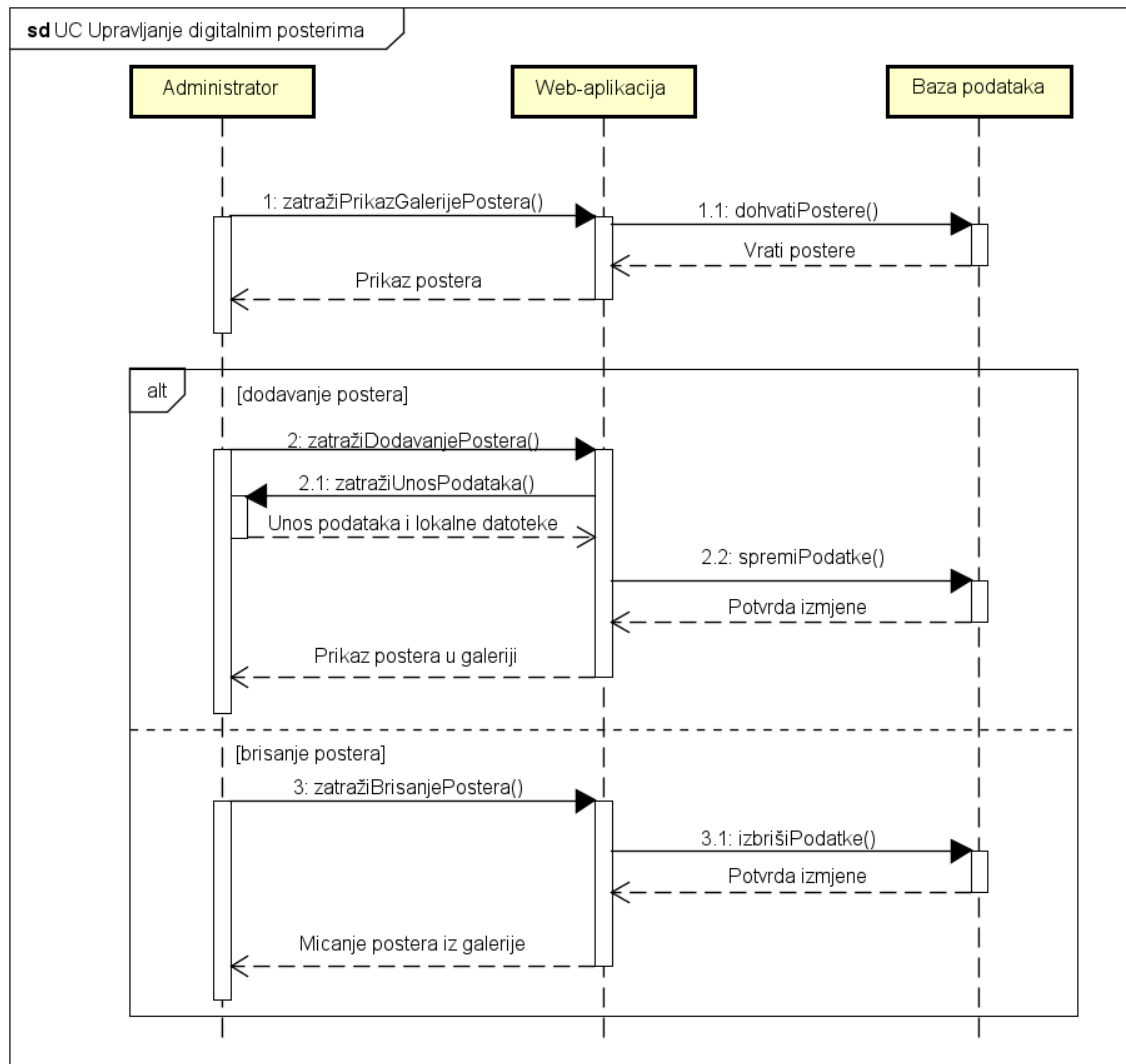 sd UC Upravljanje digitalnim posterima
Administrator
Web-aplikacija
Baza podataka
1: zatražiPrikazGalerijePostera()
1.1: dohvatiPostere()
Vrati postere
Prikaz postera
alt
[dodavanje postera]
2: zatražiDodavanjePostera()
2.1: zatražiUnosPodataka()
Unos podataka i lokalne datoteke
2.2: spremiPodatke()
Potvrda izmjene
Prikaz postera u galeriji
[brisanje postera]
3: zatražiBrisanjePostera()
3.1: izbrišiPodatke()
Potvrda izmjene
Micanje postera iz galerije